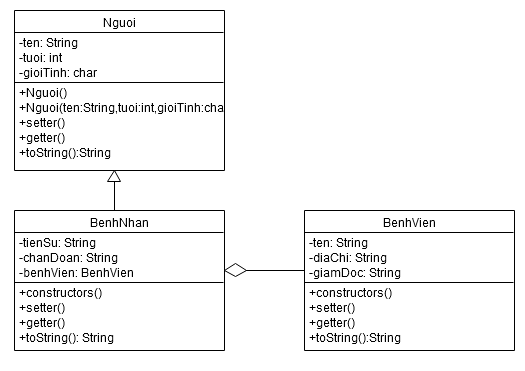 Nguoi
-ten: String
-tuoi: int
-gioiTinh: char
+Nguoi()
+Nguoi(ten:String,tuoi:int,gioiTinh:cha
+setter()
+getter()
+toString():String
BenhNhan
-tienSu: String
-chanDoan: String
-benhVien: BenhVien
+constructors()
+setter()
+getter()
+toString(): String
BenhVien
-ten: String
-diaChi: String
-giamDoc: String
+constructors()
+setter()
+getter()
+toString():String